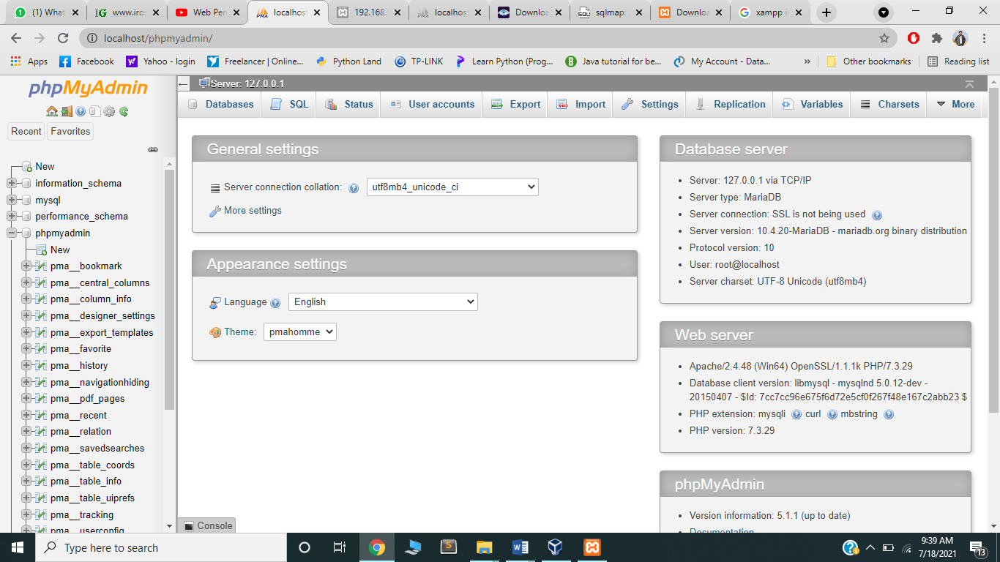 (1) What
www.iron
Web Pen
localhos
192.168.
localhos
Downloa
sqlmap:
Downloa
xampp in
localhost/phpmyadmin/
Apps
Facebook
Yahoo - login
Freelancer | Online...
Python Land
TP-LINK
Learn Python (Prog...
Java tutorial for be...
My Account - Data...
»
Other bookmarks
Reading list
phpMyAdmin
Recent
Favorites
New
information_schema
mysql
performance_schema
phpmyadmin
New
pma__bookmark
pma__central_columns
pma__column_info
pma__designer_settings
pma__export_templates
pma__favorite
pma__history
pma__navigationhiding
pma__pdf_pages
pma__recent
pma__relation
pma__savedsearches
pma__table_coords
pma__table_info
pma__table_uiprefs
pma__tracking
pma__userconfig
Server: 127.0.0.1
Databases
SQL
Status
User accounts
Export
Import
Settings
Replication
Variables
Charsets
More
General settings
Server connection collation:
utf8mb4_unicode_ci
More settings
Appearance settings
Language
English
Theme:
pmahomme
Database server
Server: 127.0.0.1 via TCP/IP
Server type: MariaDB
Server connection: SSL is not being used
Server version: 10.4.20-MariaDB - mariadb.org binary distribution
Protocol version: 10
User: root@localhost
Server charset: UTF-8 Unicode (utf8mb4)
Web server
Apache/2.4.48 (Win64) OpenSSL/1.1.1k PHP/7.3.29
Database client version: libmysql - mysqlnd 5.0.12-dev -
20150407 - $Id: 7cc7cc96e675f6d72e5cf0f267f48e167c2abb23 $
PHP extension: mysqli curl mbstring
PHP version: 7.3.29
phpMyAdmin
Version information: 5.1.1 (up to date)
Documentation
Console
Type here to search
9:39 AM
7/18/2021
13